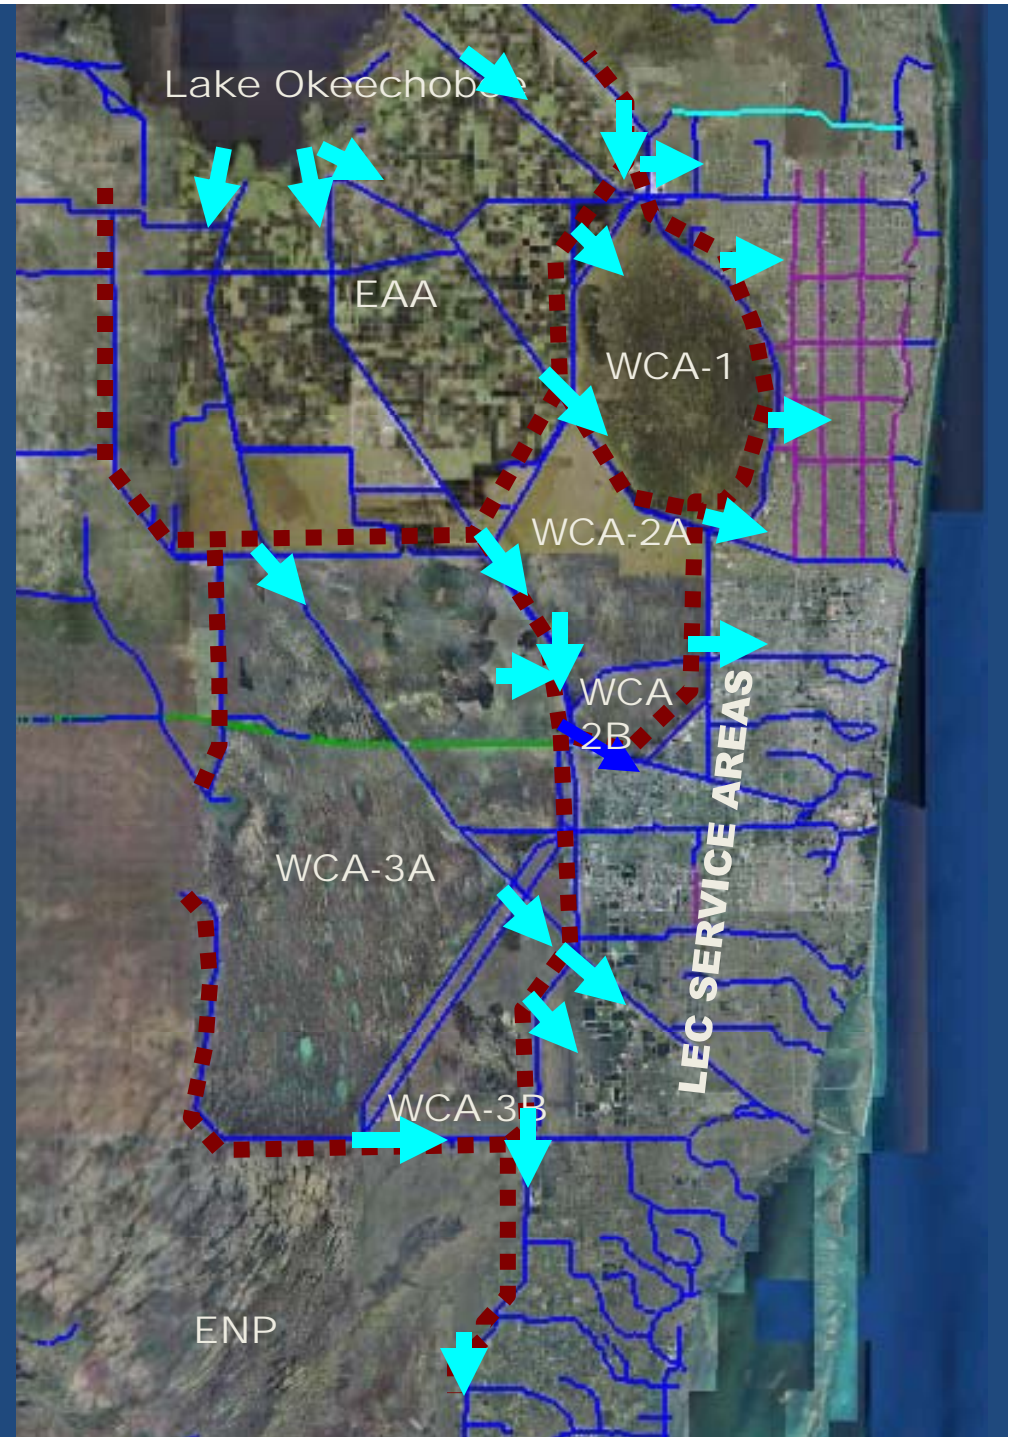 Lake Okeechobee
EAA
WCA-1
WCA-2A
WCA
2B
LEC SERVICE AREAS
WCA-3A
WCA-3B
ENP